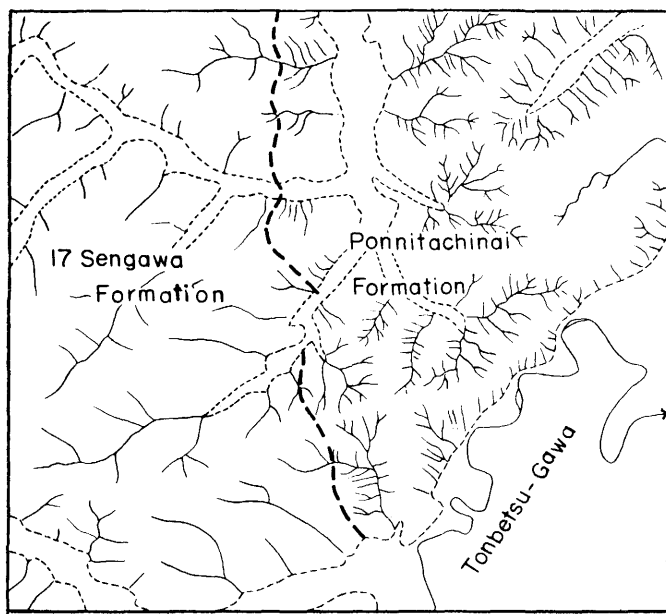 17 Sengawa
Formation
Ponnitachinai
Formation
Tonbetsu-Gawa